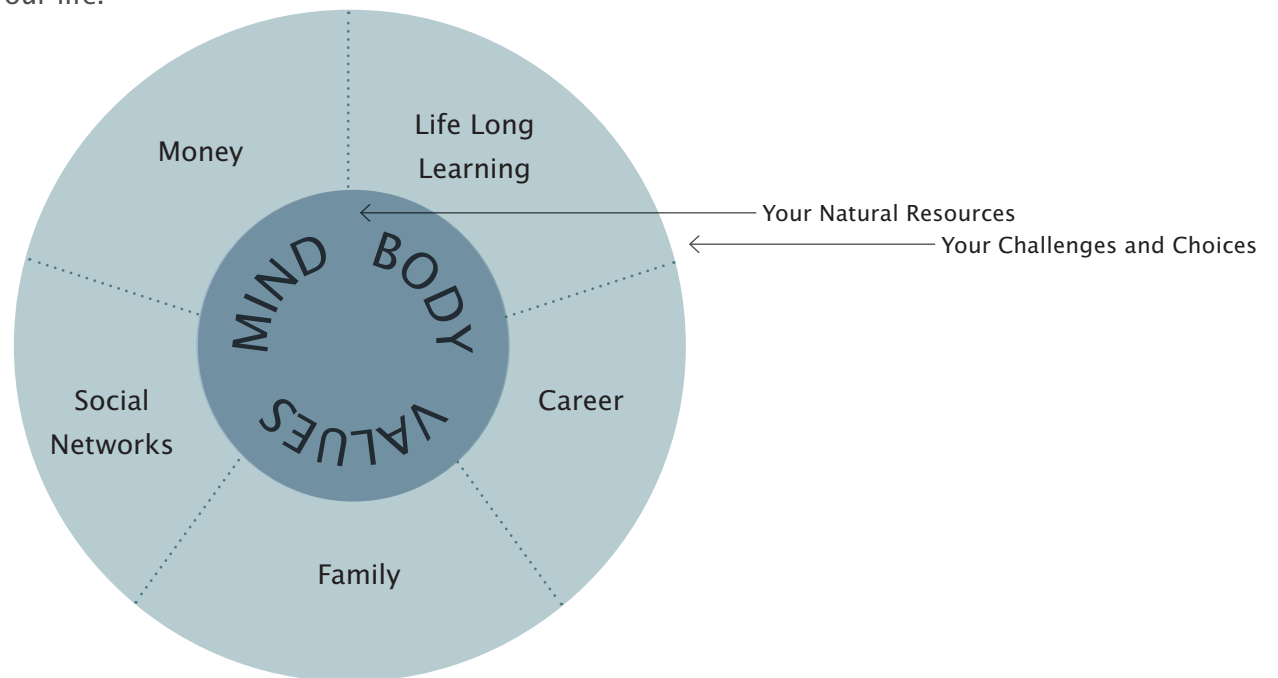 our life.
Life Long
Learning
Money
Your Natural Resources
Your Challenges and Choices
MIND BODY
VALUES
Social
Networks
Career
Family